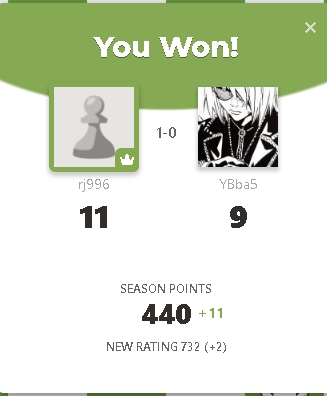 You Won!
1-0
rj996 YBba5
11 9
SEASON POINTS
440 +11
NEW RATING 732 (+2)